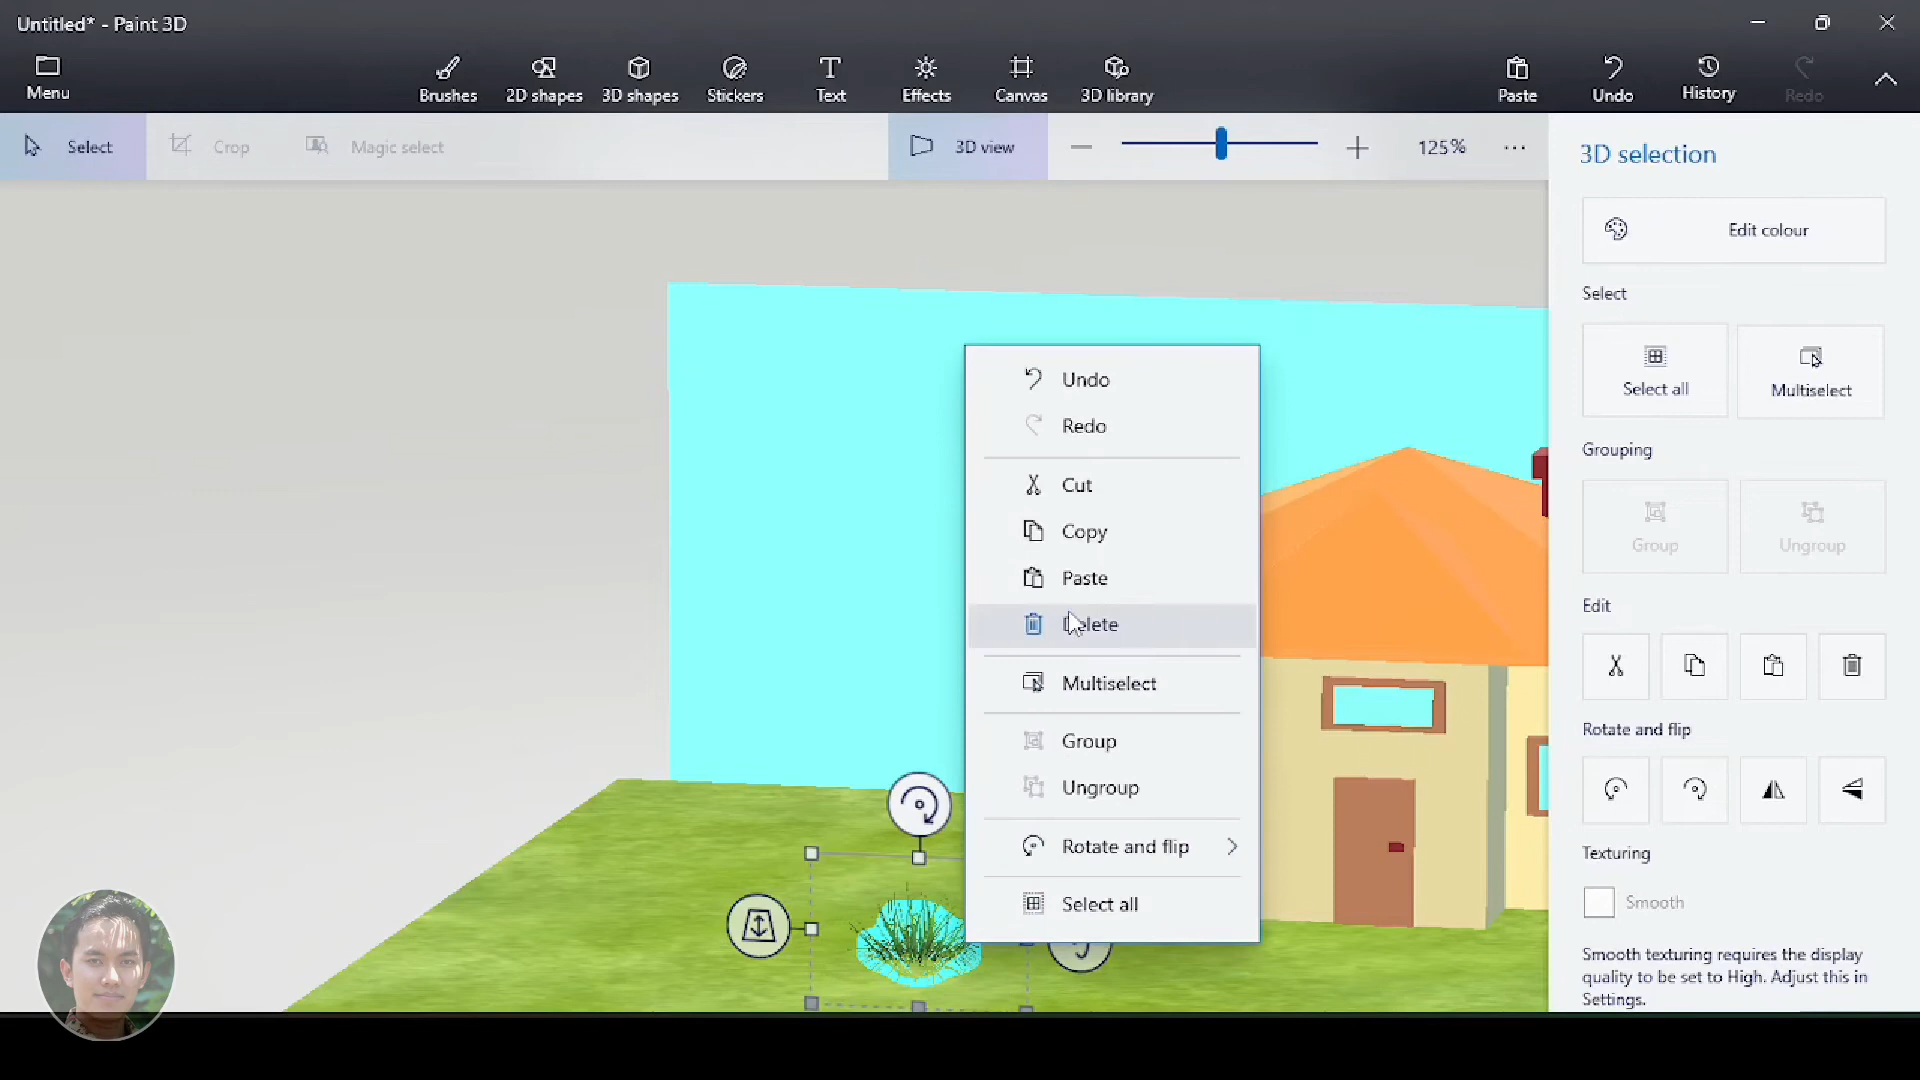 Untitled* - Paint 3D
Menu
Brushes
2D shapes
3D shapes
Stickers
Text
Effects
Canvas
3D library
Paste
Undo
History
Redo
Select
Crop
Magic select
3D view
125%
3D selection
Edit colour
Select
Select all
Multiselect
Grouping
Group
Ungroup
Edit
Rotate and flip
Texturing
Smooth
Smooth texturing requires the display
quality to be set to High. Adjust this in
Settings.
Undo
Redo
Cut
Copy
Paste
Delete
Multiselect
Group
Ungroup
Rotate and flip
Select all